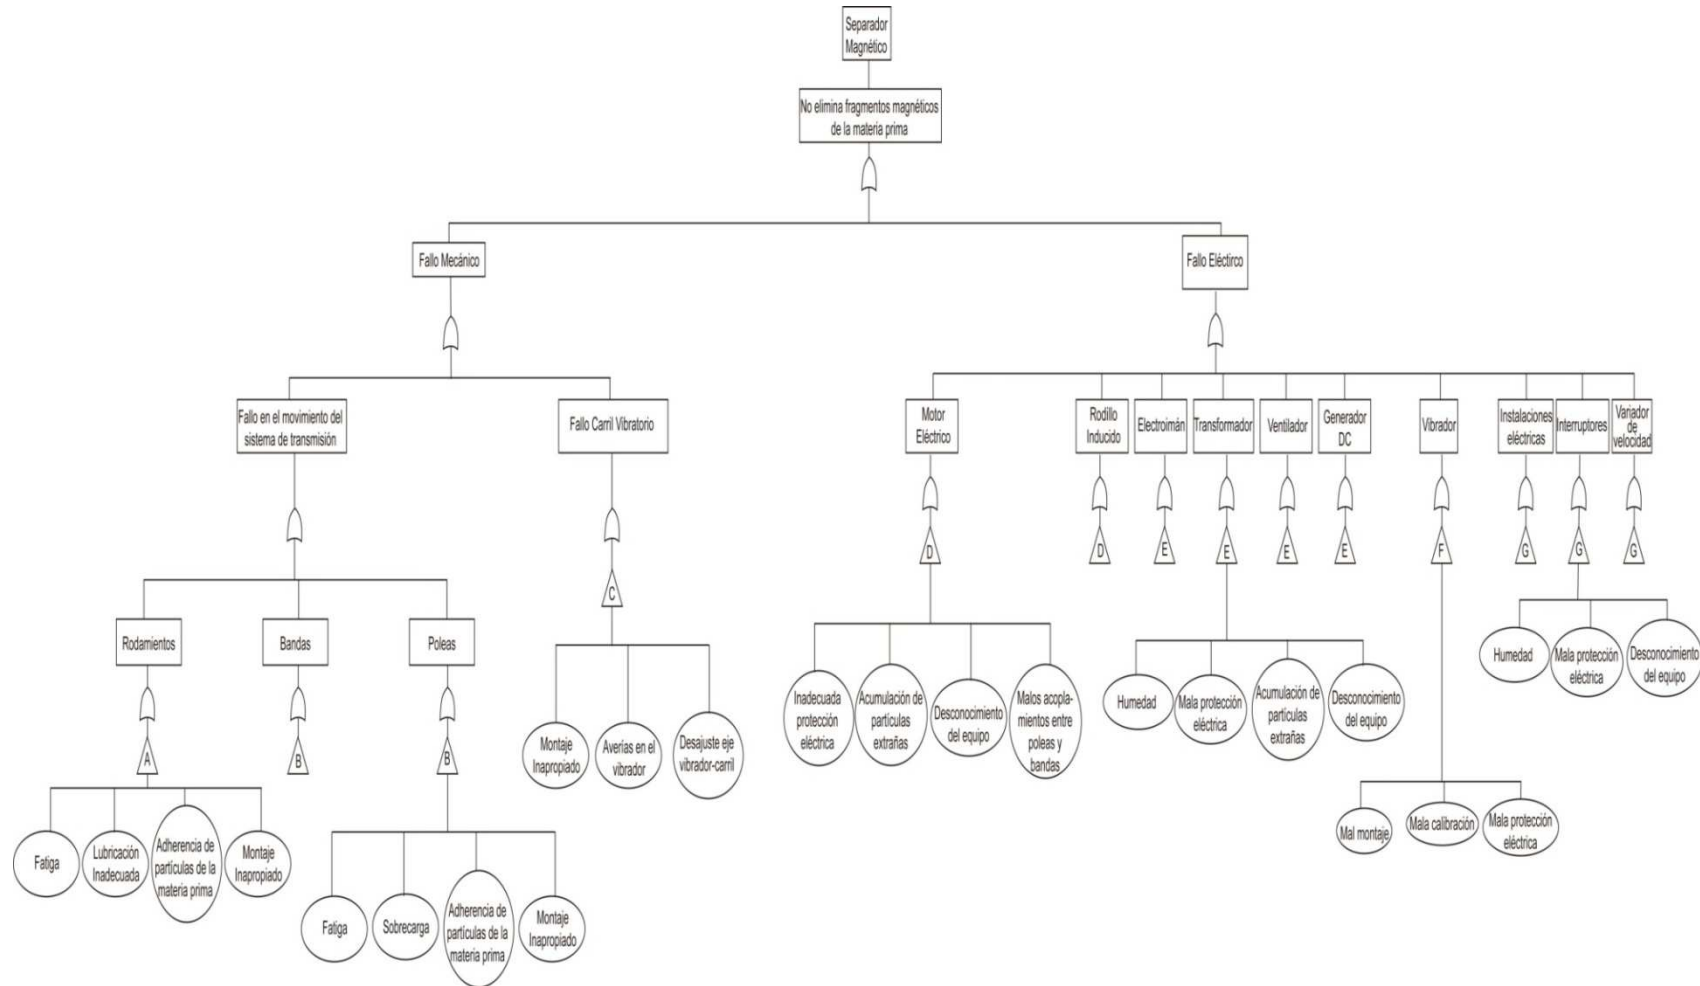 Separador
Magnético
No elimina fragmentos magnéticos
de la materia prima
Fallo Mecánico
Fallo Eléctirco
Fallo en el movimiento del
sistema de transmisión
Fallo Carril Vibratorio
Motor
Eléctrico
Rodillo
Inducido
Electroimán
Transformador
Ventilador
Generador
DC
Vibrador
Instalaciones
eléctricas
Interruptores
Variador
de
velocidad
D
D
E
E
E
E
F
G
G
G
C
Rodamientos
Bandas
Poleas
A
B
B
Montaje
Inapropiado
Averías en el
vibrador
Desajuste eje
vibrador-carril
Inadecuada
protección
eléctrica
Acumulación de
partículas
extrañas
Desconocimiento
del equipo
Malos acopla-
mientos entre
poleas y
bandas
Humedad
Mala protección
eléctrica
Acumulación de
partículas
extrañas
Desconocimiento
del equipo
Humedad
Mala protección
eléctrica
Desconocimiento
del equipo
Mal montaje
Mala calibración
Mala protección
eléctrica
Fatiga
Lubricación
Inadecuada
Adherencia de
partículas de la
materia prima
Montaje
Inapropiado
Fatiga
Sobrecarga
Adherencia de
partículas de la
materia prima
Montaje
Inapropiado